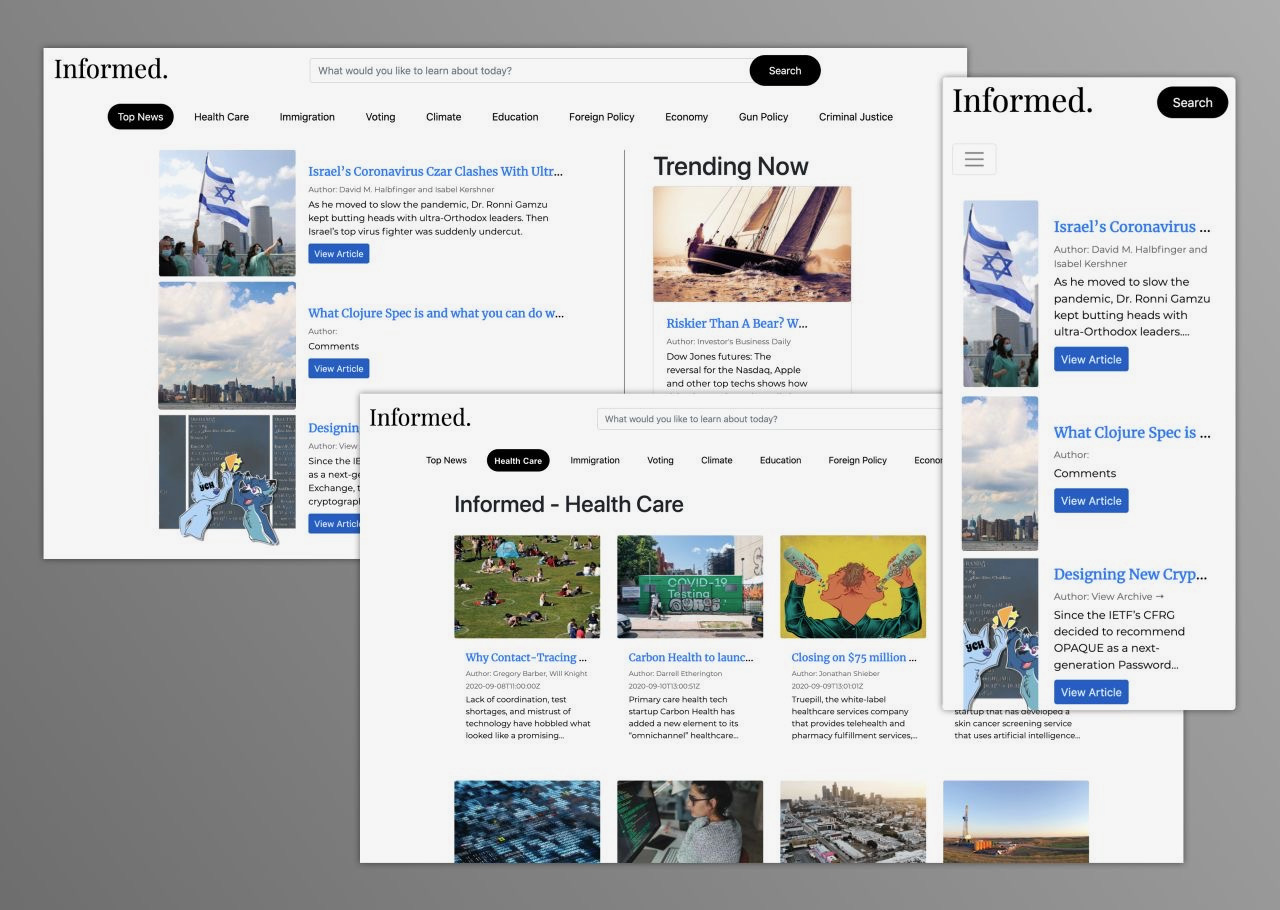 Informed.
What would you like to learn about today?
Search
Top News
Health Care
Immigration
Voting
Climate
Education
Foreign Policy
Economy
Gun Policy
Criminal Justice
Israel's Coronavirus Czar Clashes With Ultr...
Author: David M. Halbfinger and Isabel Kershner
As he moved to slow the pandemic, Dr. Ronni Gamzu
kept butting heads with ultra-Orthodox leaders. Then
Israel's top virus fighter was suddenly undercut.
View Article
What Clojure Spec is and what you can do w...
Author:
Comments
View Article
Designin
Author: View
Since the IE
as a next-ge
Exchange, t
cryptograph
View Article
УСН
Trending Now
Riskier Than A Bear? W...
Author: Investor's Business Daily
Dow Jones futures: The
reversal for the Nasdaq, Apple
and other top techs shows how
Informed.
What would you like to learn about today?
Top News
Health Care
Immigration
Voting
Climate
Education
Foreign Policy
Econom
Informed - Health Care
COVID-19
Testing
Why Contact-Tracing ...
Author: Gregory Barber, Will Knight
2020-09-08T11:00:00Z
Lack of coordination, test
shortages, and mistrust of
technology have hobbled what
looked like a promising...
Carbon Health to launc...
Author: Darrell Etherington
2020-09-10T13:00:51Z
Primary care health tech
startup Carbon Health has
added a new element to its
"omnichannel" healthcare...
Closing on $75 million ...
Author: Jonathan Shieber
2020-09-09T13:01:01Z
Truepill, the white-label
healthcare services company
that provides telehealth and
pharmacy fulfillment services,...
startup that has developed a
skin cancer screening service
that uses artificial intelligence...
Informed.
Search
Israel's Coronavirus ...
Author: David M. Halbfinger and
Isabel Kershner
As he moved to slow the
pandemic, Dr. Ronni Gamzu
kept butting heads with
ultra-Orthodox leaders....
View Article
What Clojure Spec is ...
Author:
Comments
View Article
Designing New Cryp...
Author: View Archive →
Since the IETF's CFRG
decided to recommend
OPAQUE as a next-
generation Password...
View Article
УСН